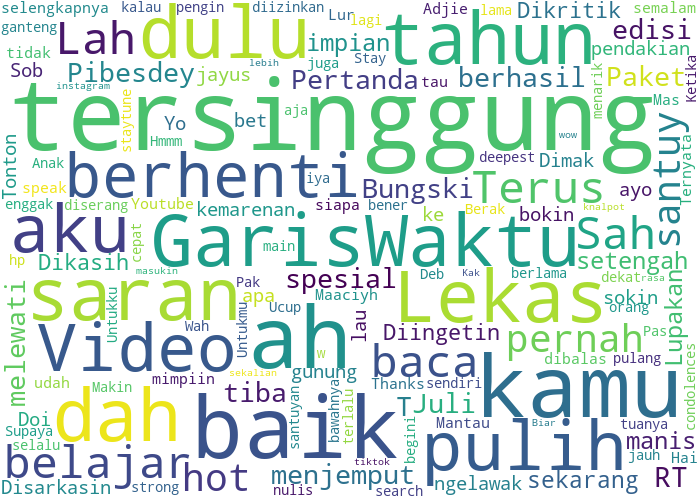 selengkapnya kalau pengin diizinkan Lur lagi Adjie lama Dikritik semalam
ganteng dulu tahun edisi
Lah impian Stay pendakian
tidak lebih juga
Sob Pibesdey jayus Pertanda tau berhasil Paket Ketika
instagram menarik Mas
tersinggung
staytune Yo bet aja wow
Tonton Hmmm deepest Dimak santuy Ternyata
Anak berhenti iya Bungski Terus ayo
speak
enggak diserang Youtube siapa bener Berak knalpot
aku kemarenan ke bokin
GarisWaktu Sah
cepat main
hp Dikasih Pak spesial Deb berlama setengah
masukin Kak dekat rasa
saran apa Maaciyh Lekas sokin orang
Untukku Untukmu Ucup Lupakan
melewati Video Wah ah lau Diingetin pernah Pas
w dibalas pulang
udah mimpiin gunung baca kamu
Makin sekalian Thanks sendiri condolences
dah tiba santuyan bawahnya
Doi baik terlalu T Juli Biar manis
Supaya begini Mantau tuanya
selalu pulih jauh Hai
belajar hot menjemput ngelawak sekarang RT
Disarkasin strong nulis tiktok search